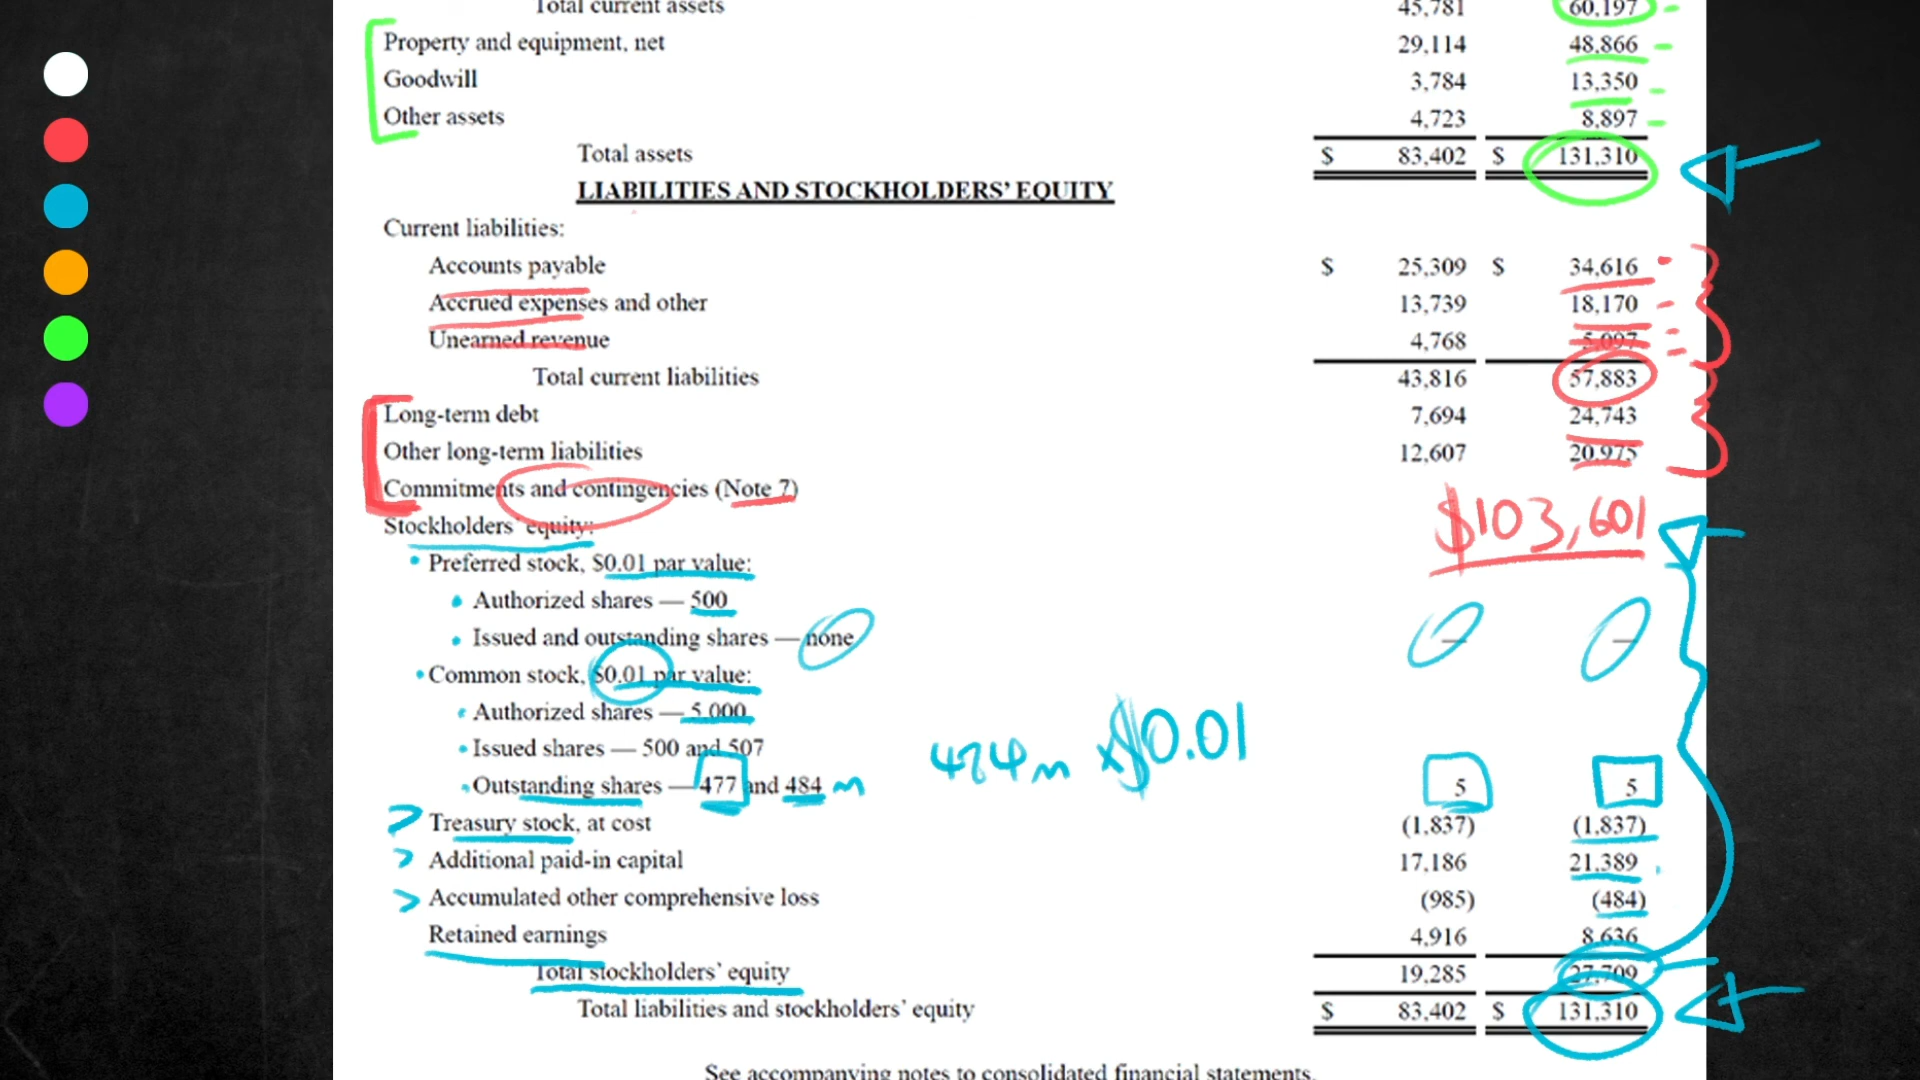 Total current assets 45,781 60,197
Property and equipment, net 29,114 48,866
Goodwill 3,784 13,350
Other assets 4,723 8,897
Total assets $ 83,402 $ 131,310
LIABILITIES AND STOCKHOLDERS' EQUITY
Current liabilities:
Accounts payable $ 25,309 $ 34,616
Accrued expenses and other 13,739 18,170
Unearned revenue 4,768 5,097
Total current liabilities 43,816 57,883
Long-term debt 7,694 24,743
Other long-term liabilities 12,607 20,975
Commitments and contingencies (Note 7)
$103,601
Stockholders' equity:
Preferred stock, $0.01 par value:
Authorized shares — 500
Issued and outstanding shares — none — —
Common stock, $0.01 par value:
Authorized shares — 5,000
Issued shares — 500 and 507
484m x $0.01
Outstanding shares — 477 and 484 m 5 5
Treasury stock, at cost (1,837) (1,837)
Additional paid-in capital 17,186 21,389
Accumulated other comprehensive loss (985) (484)
Retained earnings 4,916 8,636
Total stockholders' equity 19,285 27,709
Total liabilities and stockholders' equity $ 83,402 $ 131,310
See accompanying notes to consolidated financial statements.